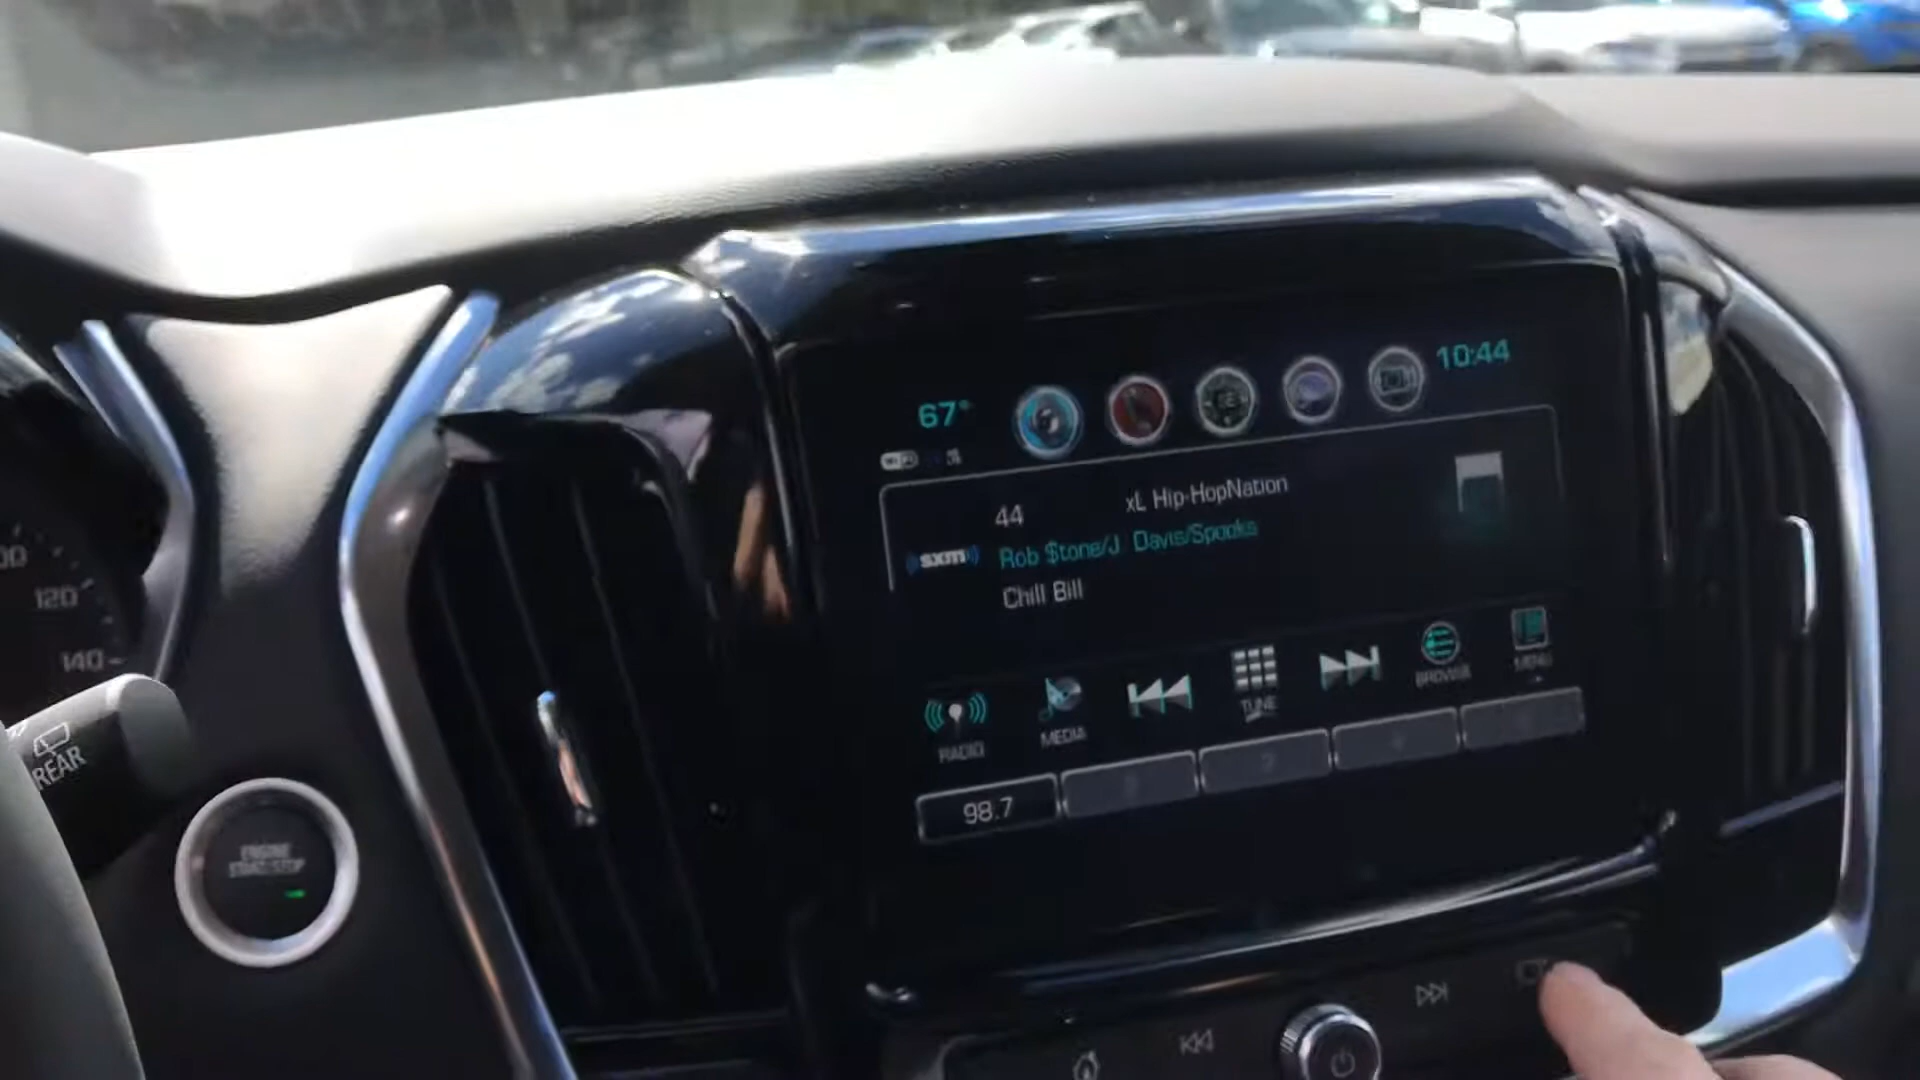 10:44
67°
44 xL Hip-HopNation
sxm
Rob $tone/J Davis/Spooks
Chill Bill
RADIO
MEDIA
TUNE
BROWSE
MENU
98.7
120
140
REAR
ENGINE
START/STOP